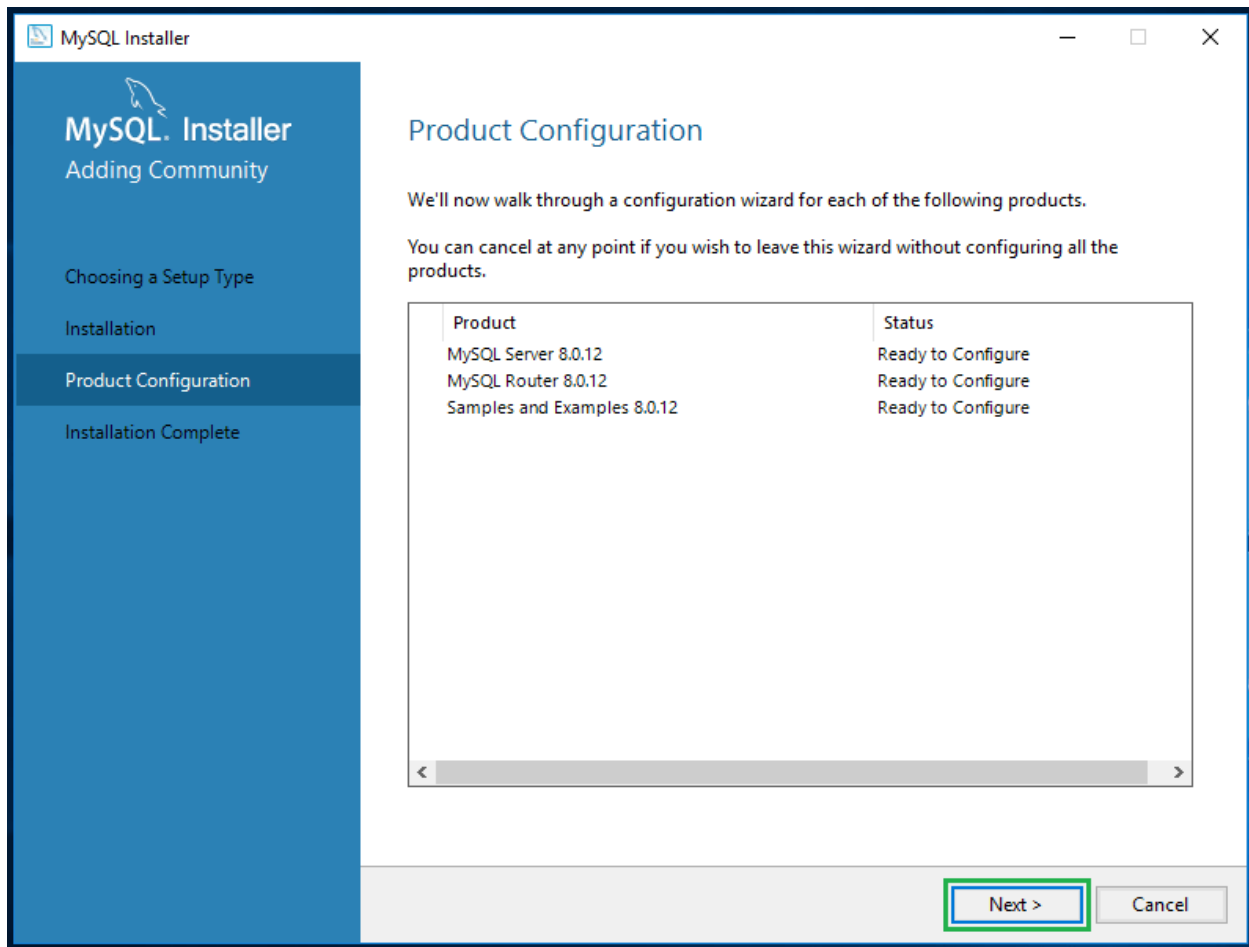 MySQL Installer
MySQL. Installer
Adding Community
Choosing a Setup Type
Installation
Product Configuration
Installation Complete
Product Configuration
We'll now walk through a configuration wizard for each of the following products.
You can cancel at any point if you wish to leave this wizard without configuring all the
products.
Product Status
MySQL Server 8.0.12 Ready to Configure
MySQL Router 8.0.12 Ready to Configure
Samples and Examples 8.0.12 Ready to Configure
Next > Cancel